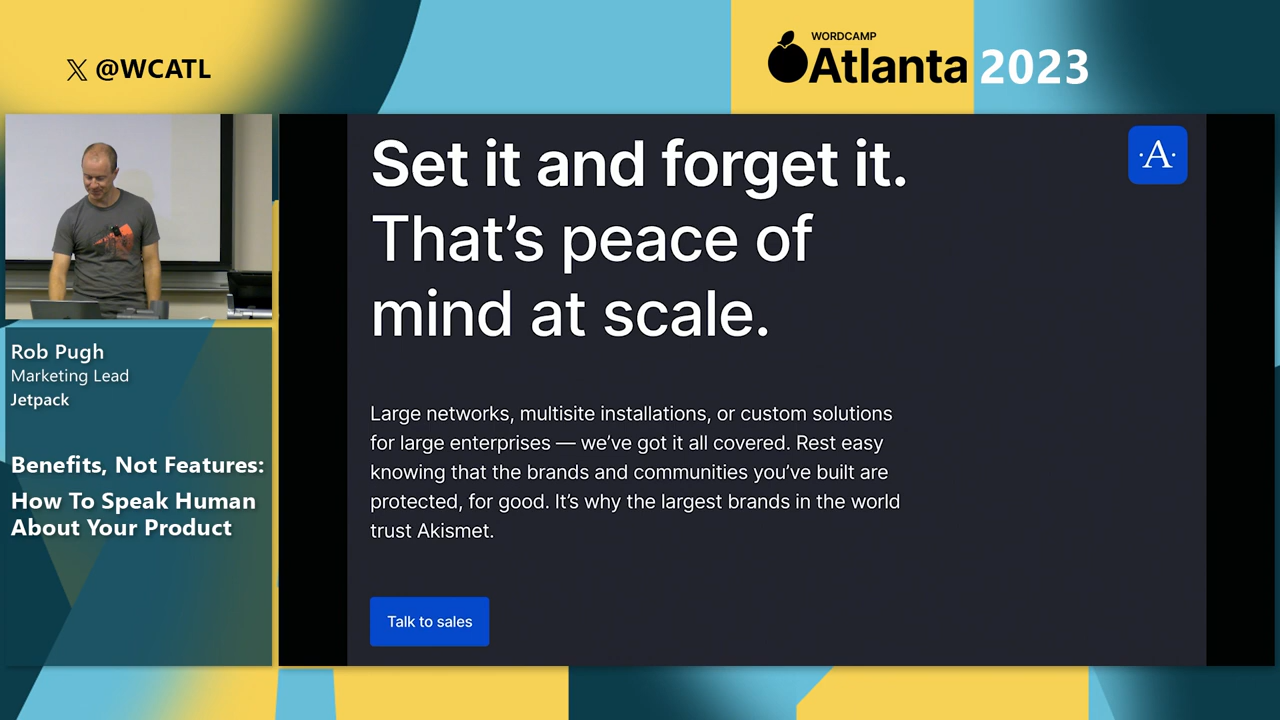 𝕏 @WCATL
WORDCAMP
Atlanta 2023
Rob Pugh
Marketing Lead
Jetpack
Benefits, Not Features:
How To Speak Human
About Your Product
Set it and forget it.
That’s peace of
mind at scale.
·A·
Large networks, multisite installations, or custom solutions
for large enterprises — we’ve got it all covered. Rest easy
knowing that the brands and communities you’ve built are
protected, for good. It’s why the largest brands in the world
trust Akismet.
Talk to sales